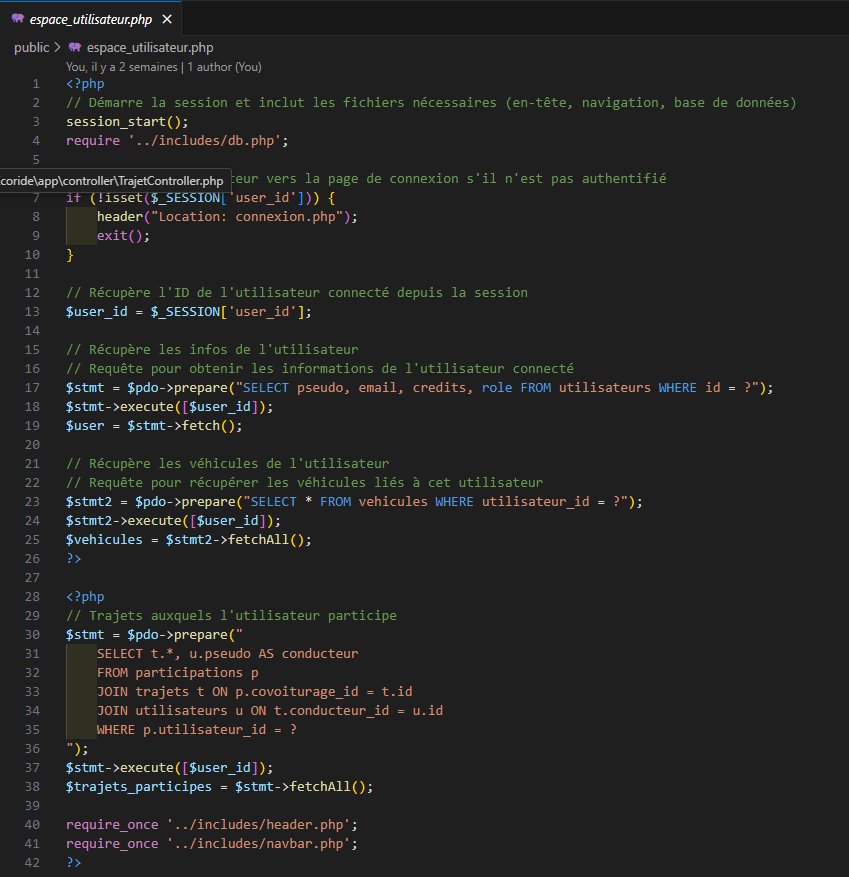 espace_utilisateur.php ×
public > espace_utilisateur.php
You, il y a 2 semaines | 1 author (You)
1 <?php
2 // Démarre la session et inclut les fichiers nécessaires (en-tête, navigation, base de données)
3 session_start();
4 require '../includes/db.php';
5
coride\app\controller\TrajetController.php teur vers la page de connexion s'il n'est pas authentifié
7 if (!isset($_SESSION['user_id'])) {
8 header("Location: connexion.php");
9 exit();
10 }
11
12 // Récupère l'ID de l'utilisateur connecté depuis la session
13 $user_id = $_SESSION['user_id'];
14
15 // Récupère les infos de l'utilisateur
16 // Requête pour obtenir les informations de l'utilisateur connecté
17 $stmt = $pdo->prepare("SELECT pseudo, email, credits, role FROM utilisateurs WHERE id = ?");
18 $stmt->execute([$user_id]);
19 $user = $stmt->fetch();
20
21 // Récupère les véhicules de l'utilisateur
22 // Requête pour récupérer les véhicules liés à cet utilisateur
23 $stmt2 = $pdo->prepare("SELECT * FROM vehicules WHERE utilisateur_id = ?");
24 $stmt2->execute([$user_id]);
25 $vehicules = $stmt2->fetchAll();
26 ?>
27
28 <?php
29 // Trajets auxquels l'utilisateur participe
30 $stmt = $pdo->prepare("
31 SELECT t.*, u.pseudo AS conducteur
32 FROM participations p
33 JOIN trajets t ON p.covoiturage_id = t.id
34 JOIN utilisateurs u ON t.conducteur_id = u.id
35 WHERE p.utilisateur_id = ?
36 ");
37 $stmt->execute([$user_id]);
38 $trajets_participes = $stmt->fetchAll();
39
40 require_once '../includes/header.php';
41 require_once '../includes/navbar.php';
42 ?>